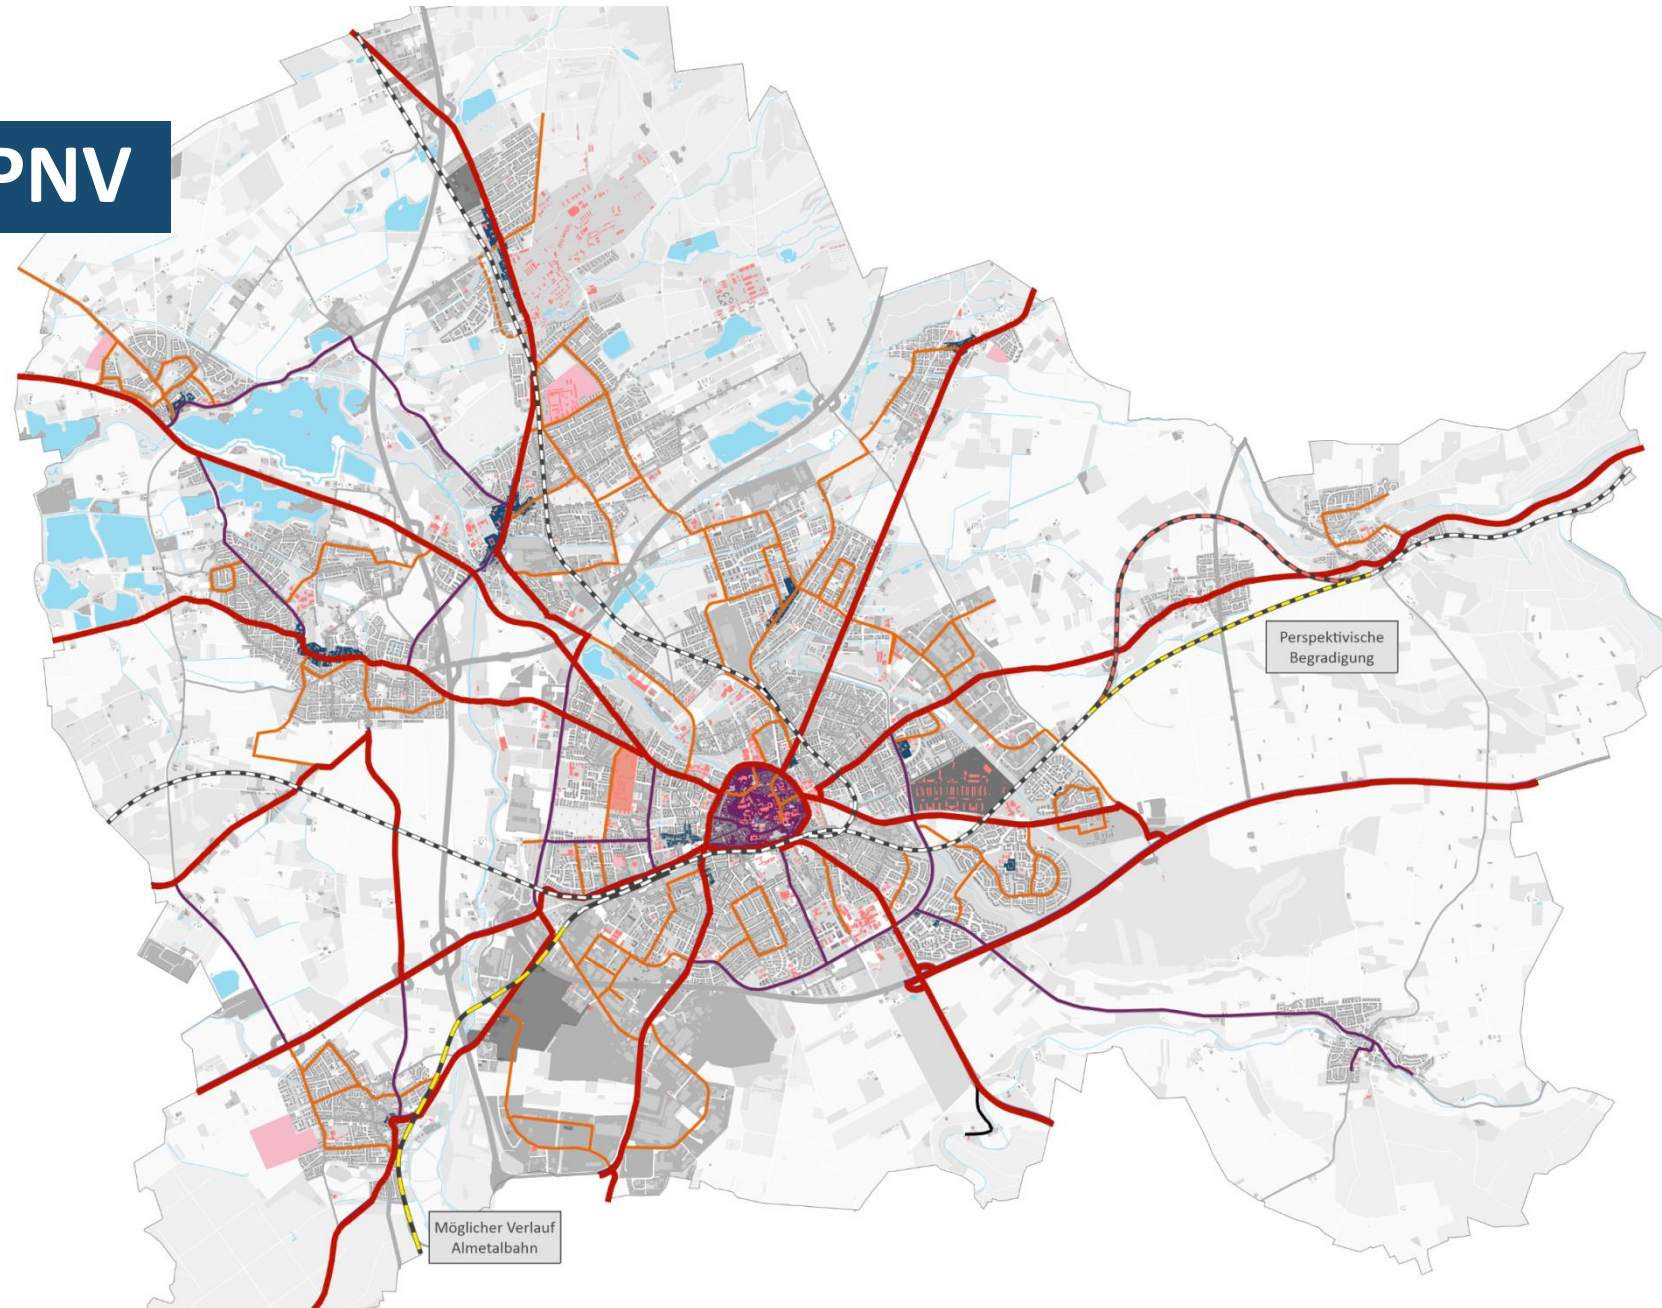 PNV
Perspektivische
Begradigung
Möglicher Verlauf
Almetalbahn